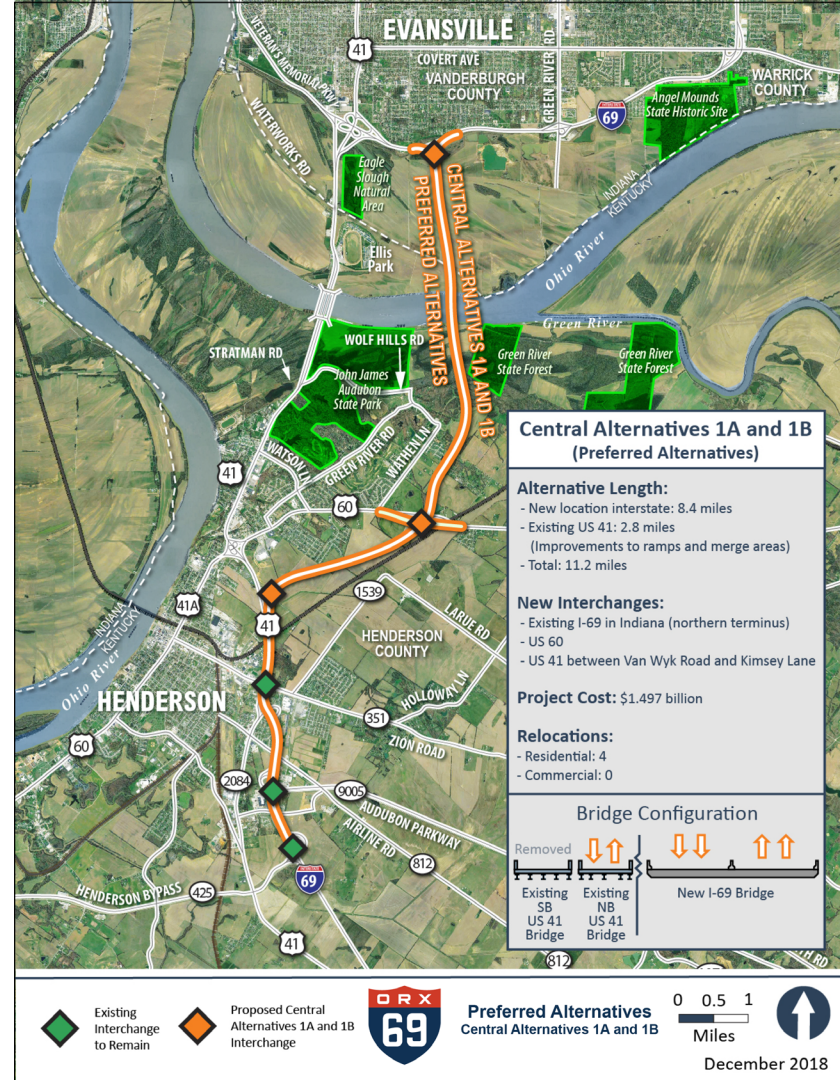 EVANSVILLE
41
COVERT AVE
VANDERBURGH
COUNTY
VETERAN'S MEMORIAL PKWY
GREEN RIVER RD
WARRICK
COUNTY
69
Angel Mounds
State Historic Site
WATERWORKS RD
Eagle
Slough
Natural
Area
INDIANA
KENTUCKY
CENTRAL ALTERNATIVES 1A AND 1B
PREFERRED ALTERNATIVES
Ellis
Park
Ohio River
Green River
WOLF HILLS RD
STRATMAN RD
John James
Audubon
State Park
Green River
State Forest
Green River
State Forest
WATSON LN
GREEN RIVER RD
WATHEN LN
41
60
41A
1539
41
LARUE RD
HENDERSON
COUNTY
INDIANA
KENTUCKY
Ohio River
HENDERSON
HOLLOWAY LN
351
ZION ROAD
60
2084
9005
AUDUBON PARKWAY
AIRLINE RD
812
69
HENDERSON BYPASS
425
41
812
TH RD
Central Alternatives 1A and 1B
(Preferred Alternatives)
Alternative Length:
- New location interstate: 8.4 miles
- Existing US 41: 2.8 miles
(Improvements to ramps and merge areas)
- Total: 11.2 miles
New Interchanges:
- Existing I-69 in Indiana (northern terminus)
- US 60
- US 41 between Van Wyk Road and Kimsey Lane
Project Cost: $1.497 billion
Relocations:
- Residential: 4
- Commercial: 0
Bridge Configuration
Removed
Existing
SB
US 41
Bridge
Existing
NB
US 41
Bridge
New I-69 Bridge
Existing
Interchange
to Remain
Proposed Central
Alternatives 1A and 1B
Interchange
ORX
69
Preferred Alternatives
Central Alternatives 1A and 1B
0 0.5 1
Miles
December 2018